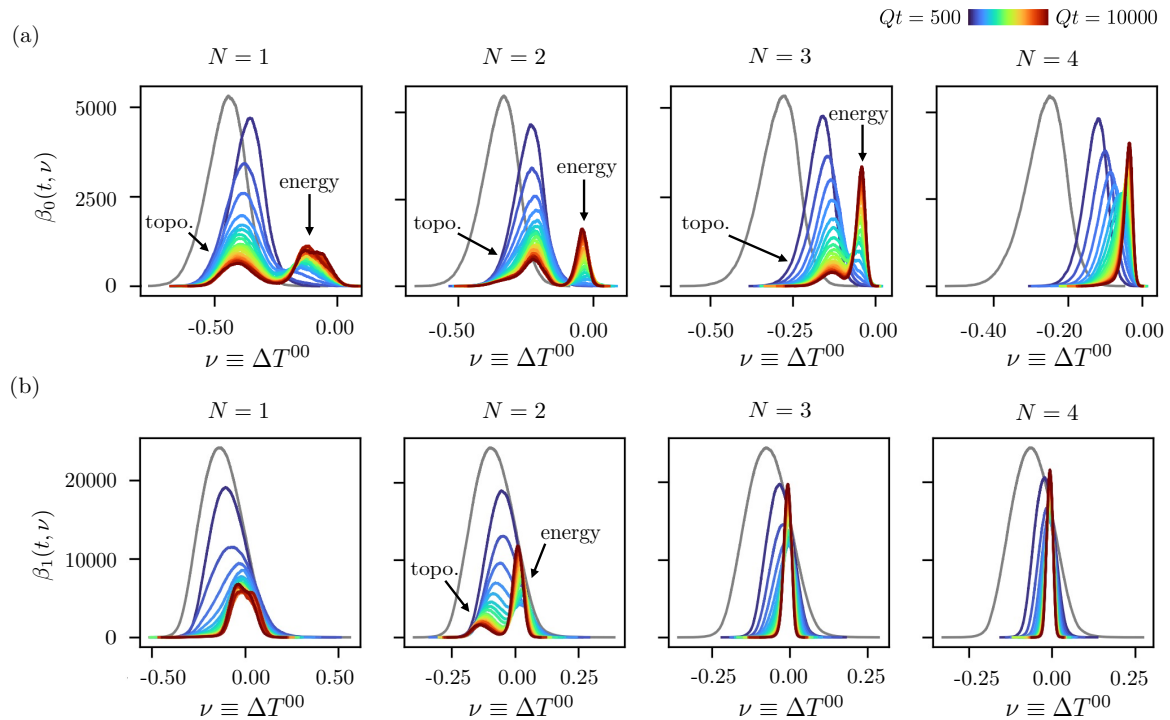 Qt = 500 Qt = 10000
(a)
N = 1 N = 2 N = 3 N = 4
β₀(t, ν)
5000
2500
0
topo. energy
topo. energy
topo. energy
-0.50 0.00 -0.50 0.00 -0.50 -0.25 0.00 -0.40 -0.20 0.00
ν ≡ ΔT⁰⁰ ν ≡ ΔT⁰⁰ ν ≡ ΔT⁰⁰ ν ≡ ΔT⁰⁰
(b)
N = 1 N = 2 N = 3 N = 4
β₁(t, ν)
20000
10000
0
topo. energy
-0.50 0.00 0.50 -0.25 0.00 0.25 -0.25 0.00 0.25 -0.25 0.00 0.25
ν ≡ ΔT⁰⁰ ν ≡ ΔT⁰⁰ ν ≡ ΔT⁰⁰ ν ≡ ΔT⁰⁰